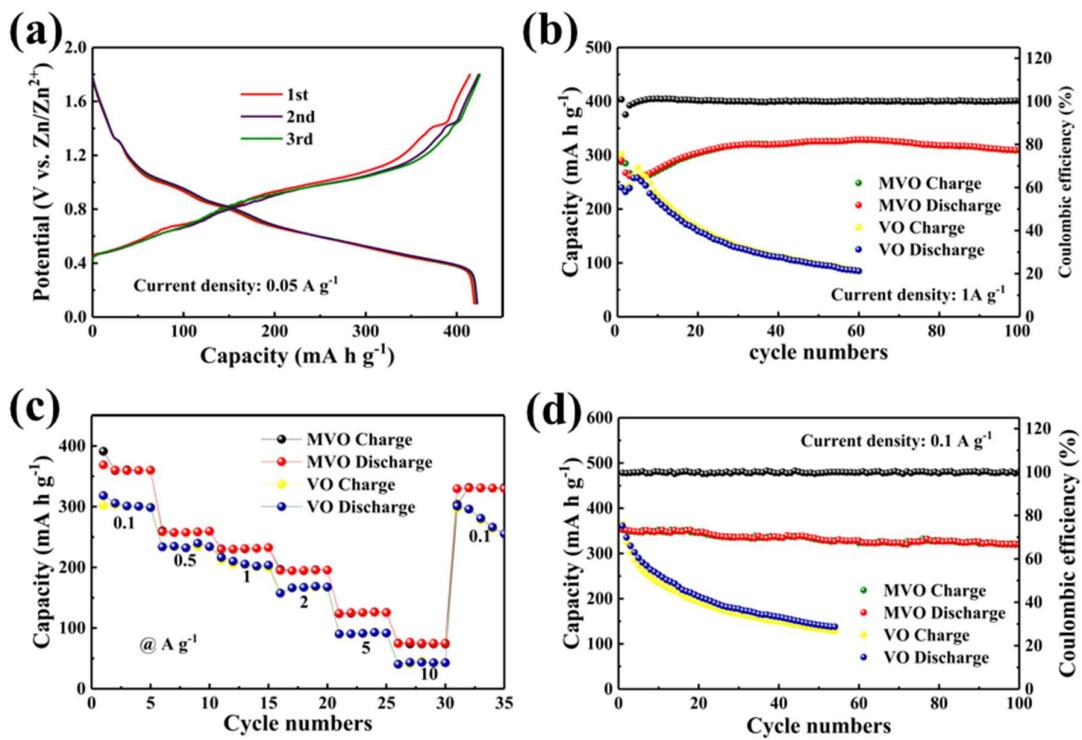 (a)
2.0
1.6
1.2
0.8
0.4
0.0
Potential (V vs. Zn/Zn²⁺)
1st
2nd
3rd
Current density: 0.05 A g⁻¹
0 100 200 300 400
Capacity (mA h g⁻¹)
(b)
500
400
300
200
100
0
Capacity (mA h g⁻¹)
120
100
80
60
40
20
0
Coulombic efficiency (%)
MVO Charge
MVO Discharge
VO Charge
VO Discharge
Current density: 1A g⁻¹
20 40 60 80 100
cycle numbers
(c)
400
300
200
100
0
Capacity (mA h g⁻¹)
MVO Charge
MVO Discharge
VO Charge
VO Discharge
0.1
0.5
1
2
5
10
0.1
@ A g⁻¹
0 5 10 15 20 25 30 35
Cycle numbers
(d)
600
500
400
300
200
100
0
Capacity (mA h g⁻¹)
120
100
80
60
40
20
0
Coulombic efficiency (%)
Current density: 0.1 A g⁻¹
MVO Charge
MVO Discharge
VO Charge
VO Discharge
0 20 40 60 80 100
Cycle numbers